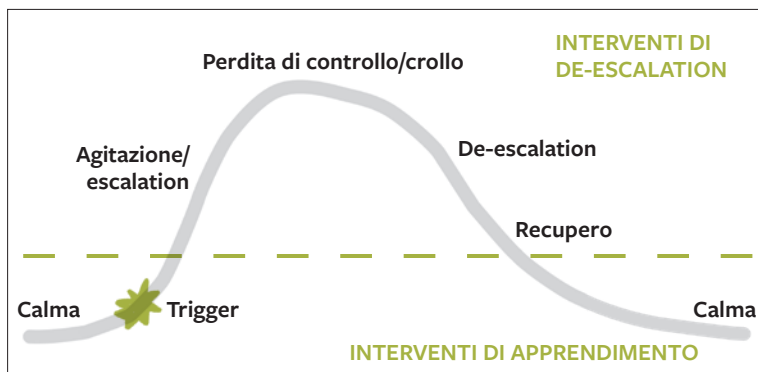 INTERVENTI DI
DE-ESCALATION
Perdita di controllo/crollo
Agitazione/
escalation
De-escalation
Recupero
Calma
Trigger
Calma
INTERVENTI DI APPRENDIMENTO